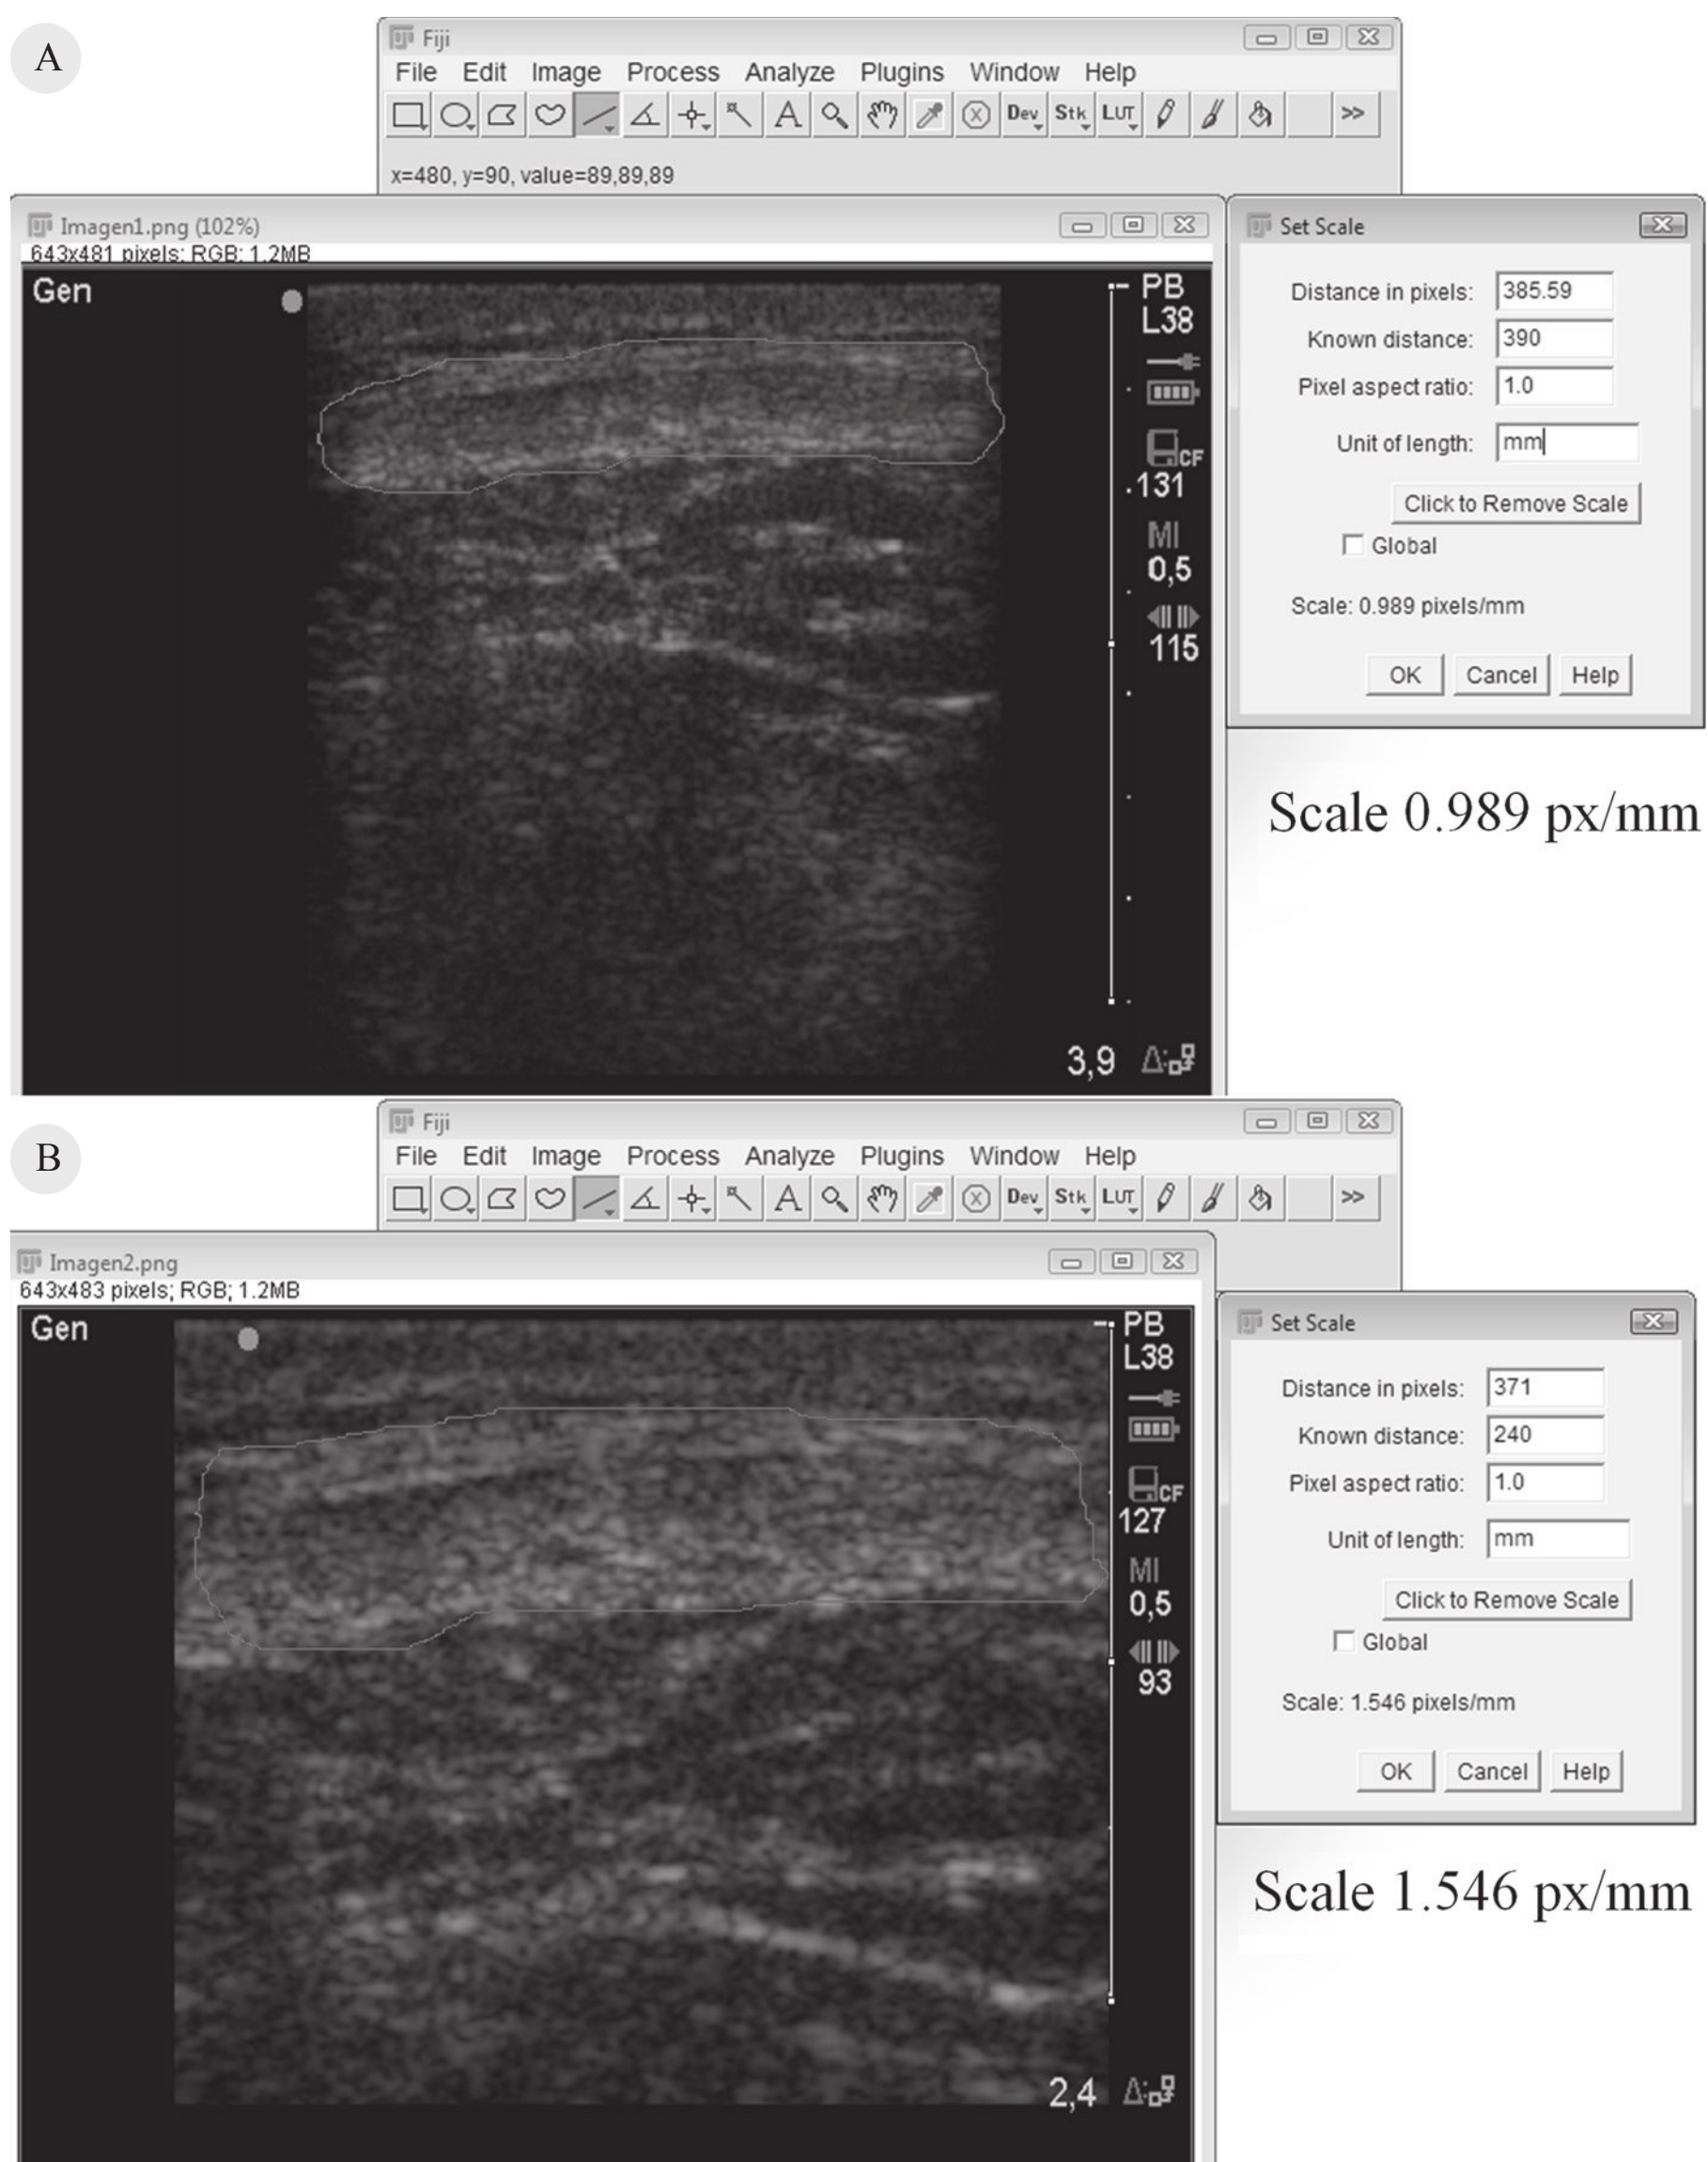 A
Fiji
File Edit Image Process Analyze Plugins Window Help
A Dev Stk LUT >>
x=480, y=90, value=89,89,89
Imagen1.png (102%)
643x481 pixels; RGB; 1.2MB
Gen
PB
L38
CF
131
MI
0,5
115
3,9
Set Scale
Distance in pixels: 385.59
Known distance: 390
Pixel aspect ratio: 1.0
Unit of length: mm
Click to Remove Scale
Global
Scale: 0.989 pixels/mm
OK Cancel Help
Scale 0.989 px/mm
B
Fiji
File Edit Image Process Analyze Plugins Window Help
A Dev Stk LUT >>
Imagen2.png
643x483 pixels; RGB; 1.2MB
Gen
PB
L38
CF
127
MI
0,5
93
2,4
Set Scale
Distance in pixels: 371
Known distance: 240
Pixel aspect ratio: 1.0
Unit of length: mm
Click to Remove Scale
Global
Scale: 1.546 pixels/mm
OK Cancel Help
Scale 1.546 px/mm